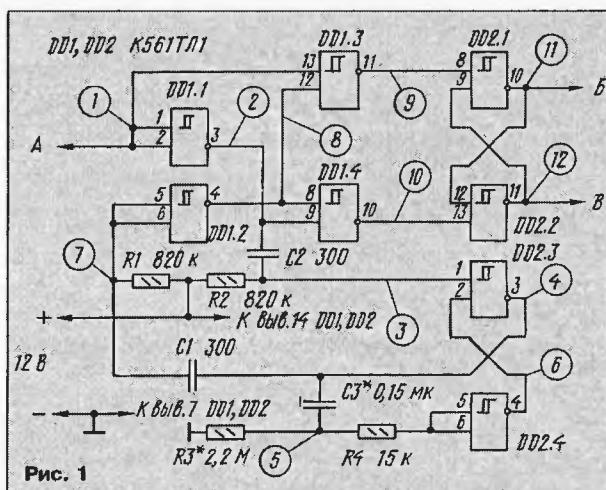 DD1, DD2 К561ТЛ1
DD1.3
DD2.1
11
1
DD1.1
2
13
12
11
8
9
10
Б
1
2
3
9
А
8
DD1.4
10
12
5
6
4
8
9
10
12
13
11
В
DD1.2
DD2.2
7
C2 300
DD2.3
R1 820 к
R2 820 к
1
2
3
4
3
+
К выв.14 DD1, DD2
12 В
C1 300
6
C3* 0,15 мк
−
К выв.7 DD1, DD2
5
6
4
R3* 2,2 М
5
R4 15 к
DD2.4
Рис. 1